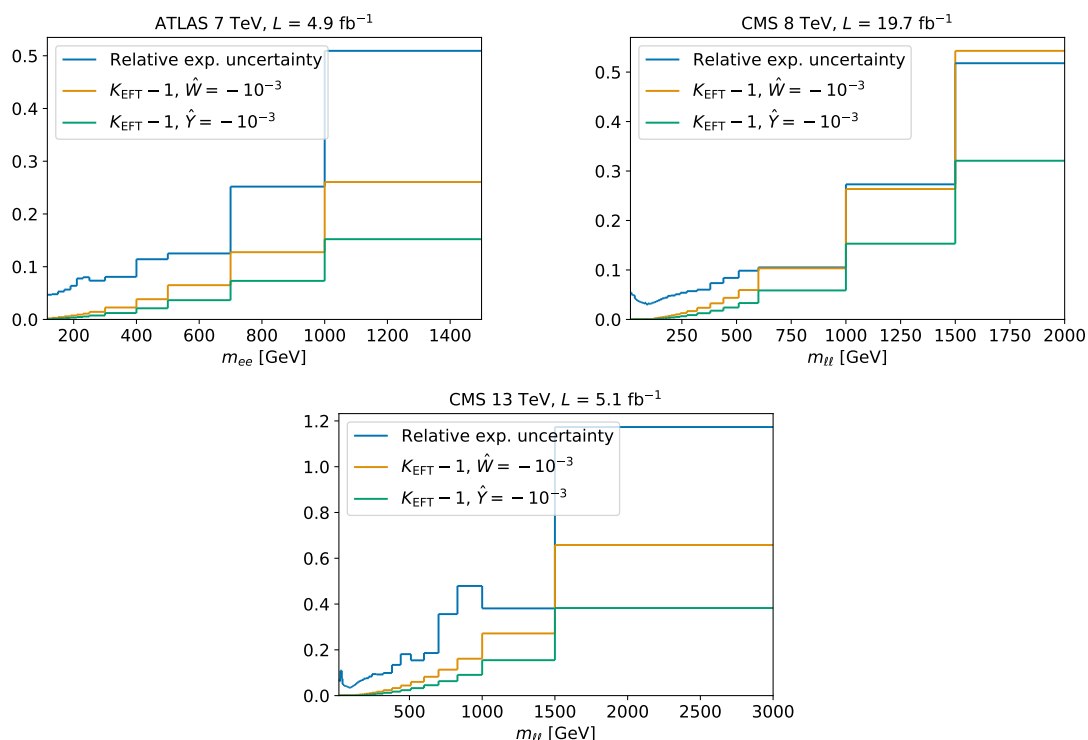 ATLAS 7 TeV, L = 4.9 fb⁻¹
Relative exp. uncertainty
K_EFT − 1, Ŵ = −10⁻³
K_EFT − 1, Ŷ = −10⁻³
0.5
0.4
0.3
0.2
0.1
0.0
200 400 600 800 1000 1200 1400
m_ee [GeV]
CMS 8 TeV, L = 19.7 fb⁻¹
Relative exp. uncertainty
K_EFT − 1, Ŵ = −10⁻³
K_EFT − 1, Ŷ = −10⁻³
0.5
0.4
0.3
0.2
0.1
0.0
250 500 750 1000 1250 1500 1750 2000
m_ℓℓ [GeV]
CMS 13 TeV, L = 5.1 fb⁻¹
Relative exp. uncertainty
K_EFT − 1, Ŵ = −10⁻³
K_EFT − 1, Ŷ = −10⁻³
1.2
1.0
0.8
0.6
0.4
0.2
0.0
500 1000 1500 2000 2500 3000
m_ℓℓ [GeV]